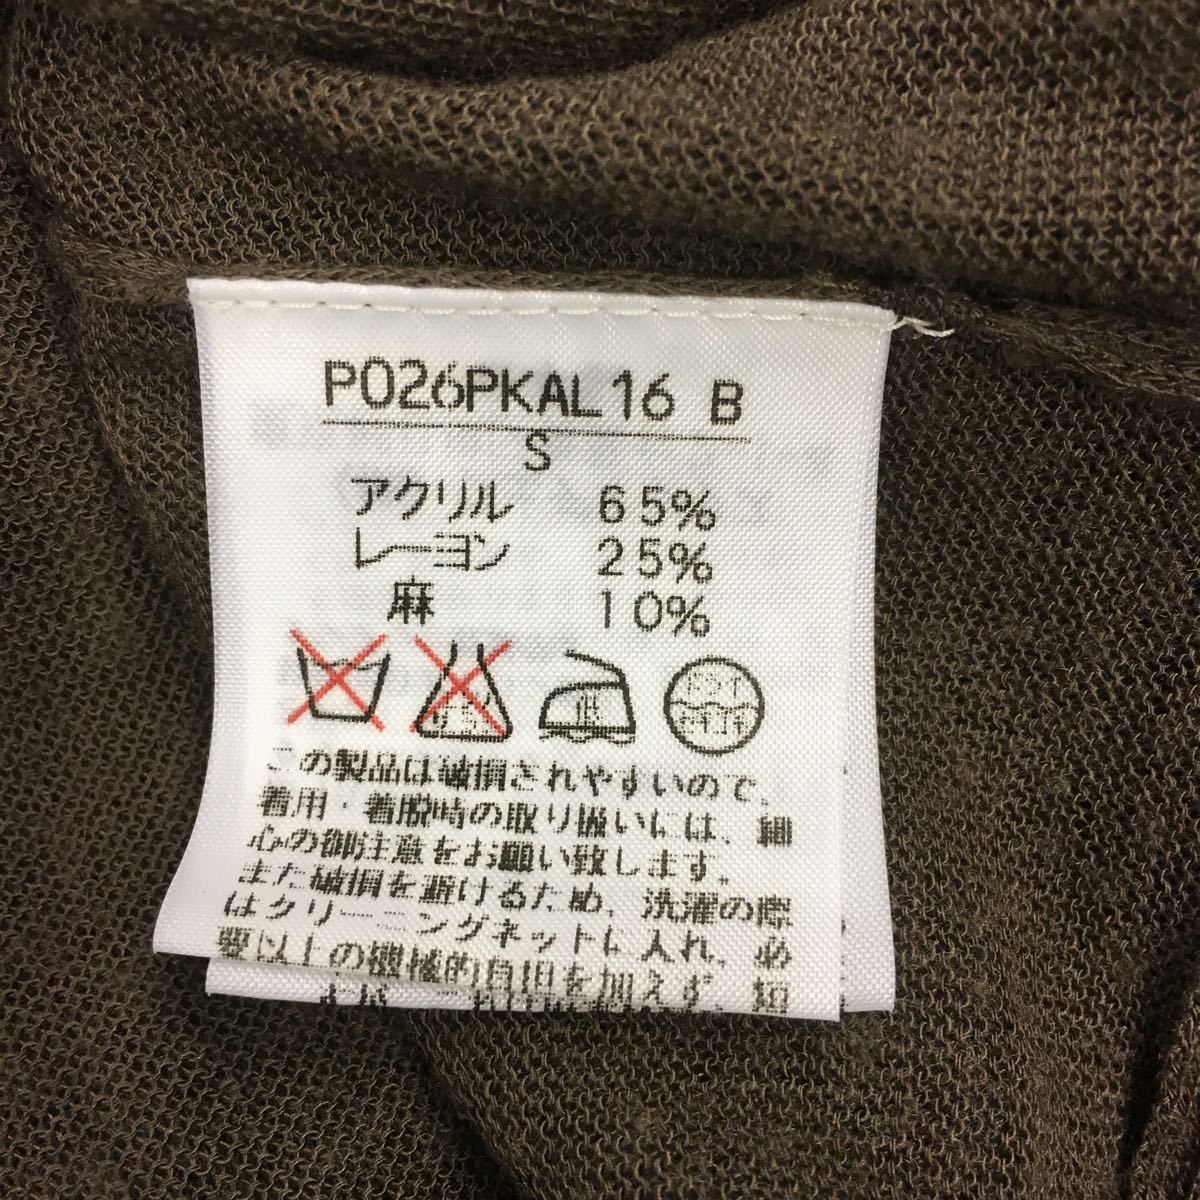 P026PKAL16 B
S
アクリル 65%
レーヨン 25%
麻 10%
この製品は破損されやすいので、
着用・着脱時の取り扱いには、細
心の御注意をお願い致します。
また破損を避けるため、洗濯の際
はクリーニングネットに入れ、必
要以上の機械的負担を加えず、短